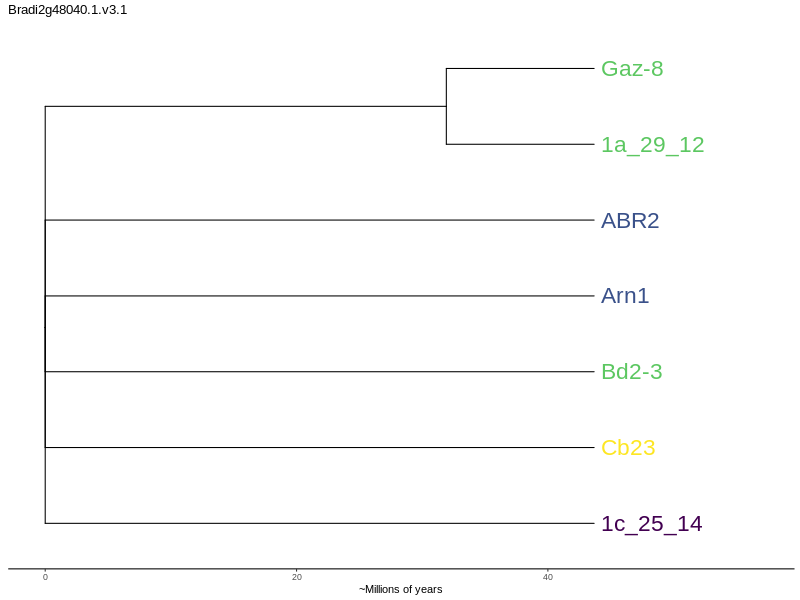 Bradi2g48040.1.v3.1
Gaz-8
1a_29_12
ABR2
Arn1
Bd2-3
Cb23
1c_25_14
0 20 40
~Millions of years